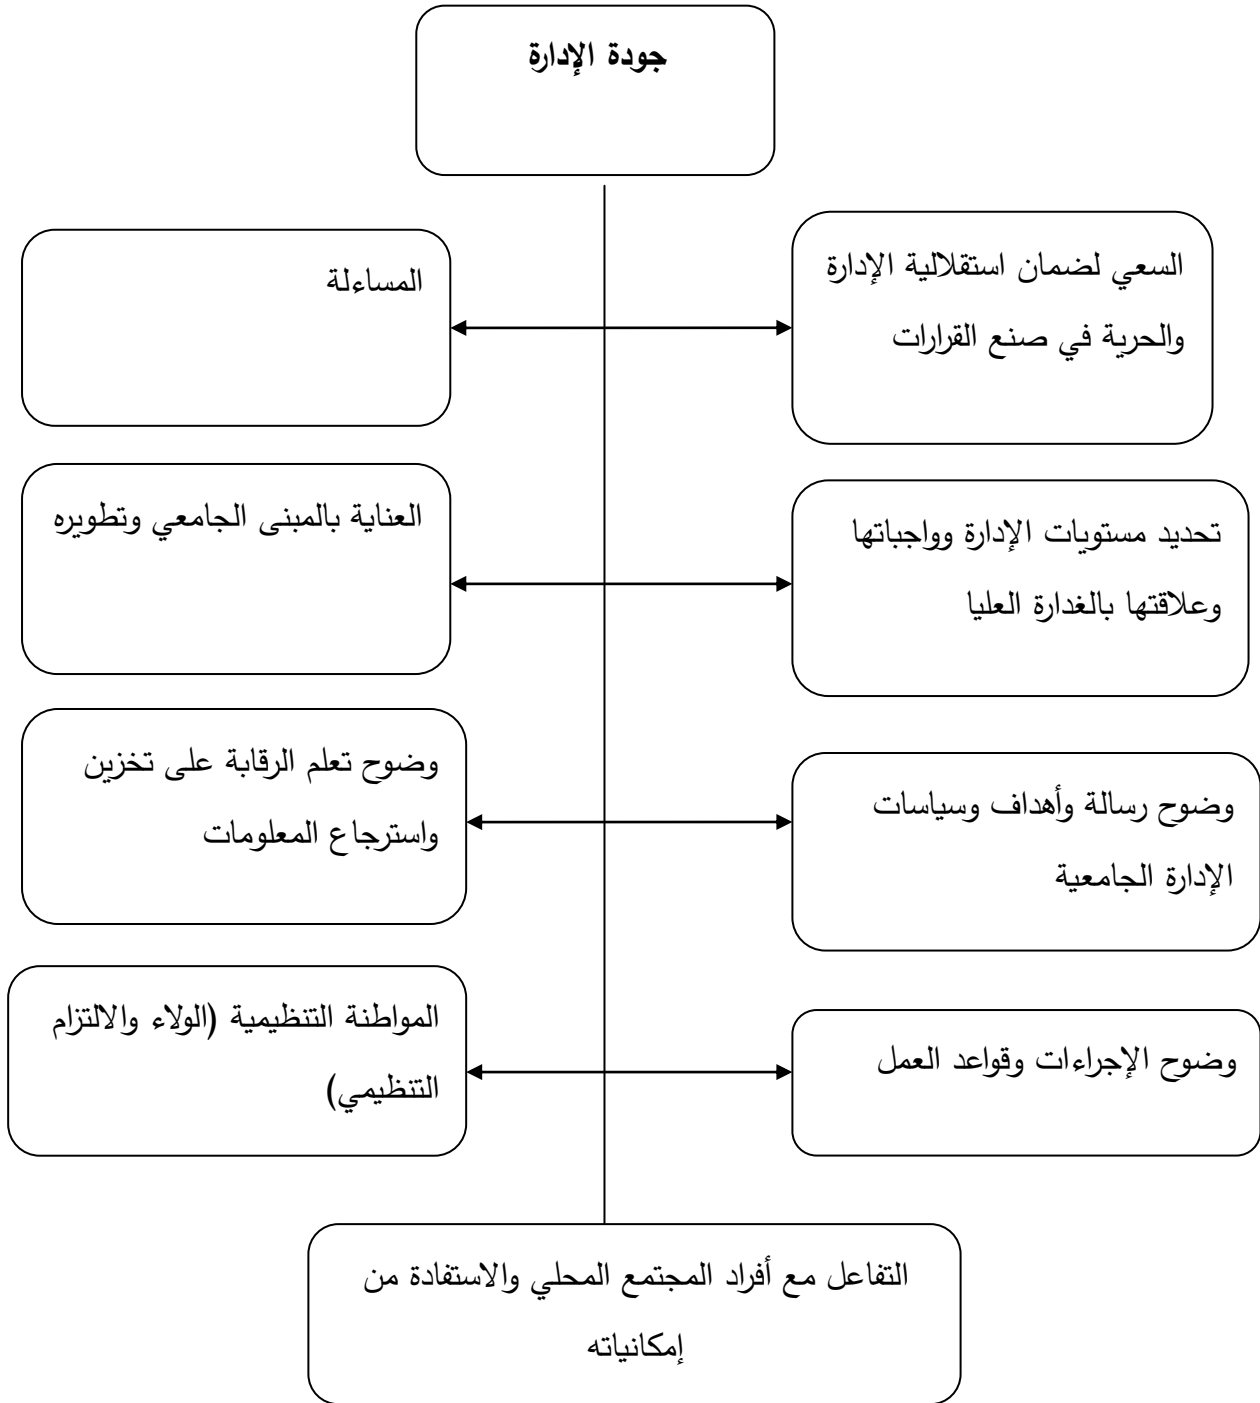 جودة الإدارة
السعي لضمان استقلالية الإدارة
والحرية في صنع القرارات
المساءلة
تحديد مستويات الإدارة وواجباتها
وعلاقتها بالغدارة العليا
العناية بالمبنى الجامعي وتطويره
وضوح رسالة وأهداف وسياسات
الإدارة الجامعية
وضوح تعلم الرقابة على تخزين
واسترجاع المعلومات
وضوح الإجراءات وقواعد العمل
المواطنة التنظيمية (الولاء والالتزام
التنظيمي)
التفاعل مع أفراد المجتمع المحلي والاستفادة من
إمكانياته